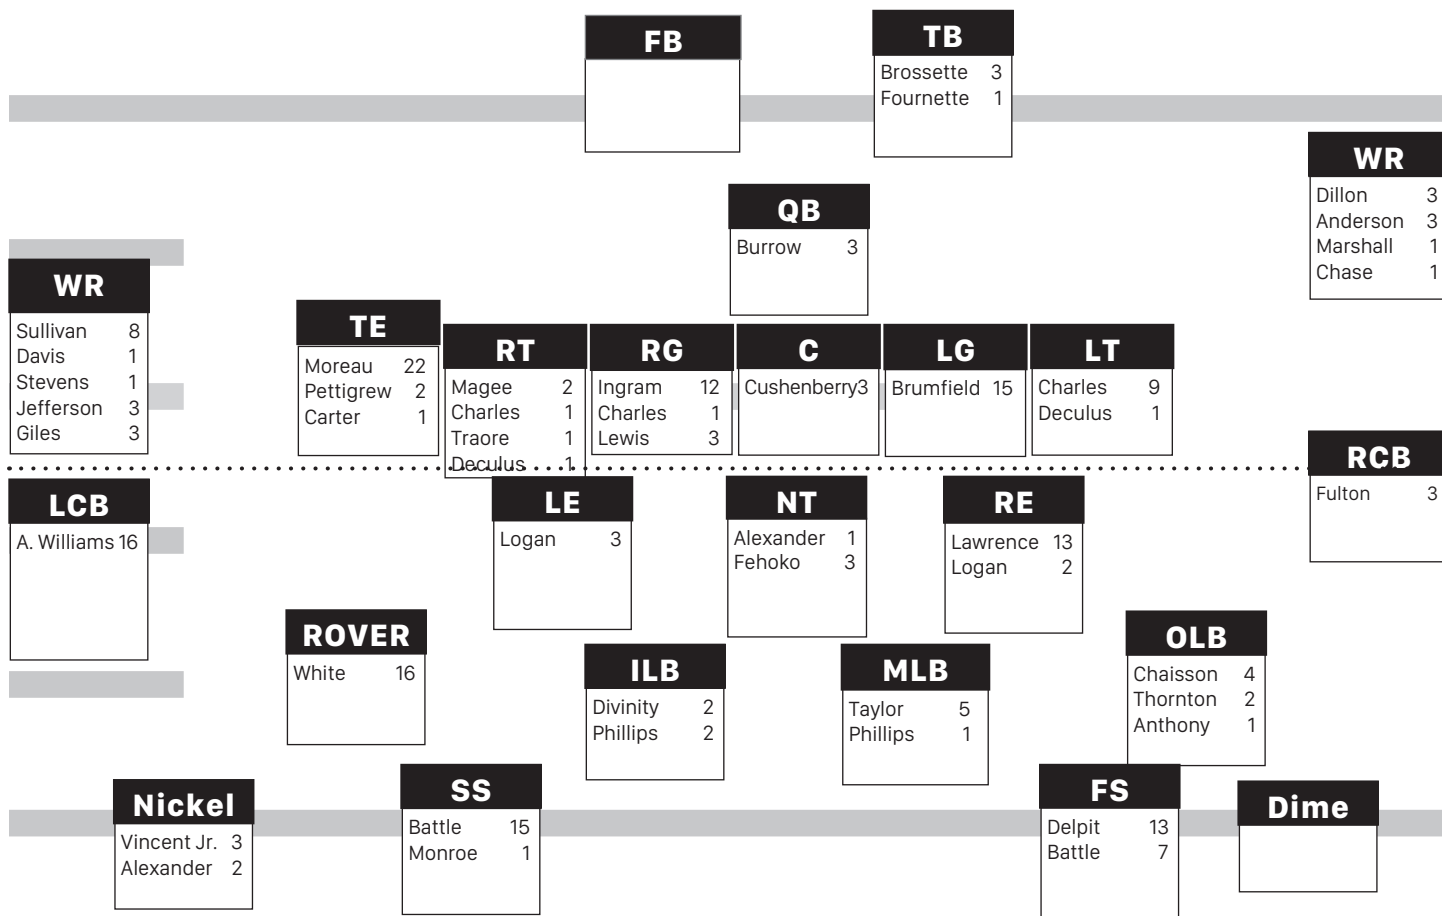 FB
TB
Brossette 3
Fournette 1
WR
Dillon 3
Anderson 3
Marshall 1
Chase 1
QB
Burrow 3
WR
Sullivan 8
Davis 1
Stevens 1
Jefferson 3
Giles 3
TE
Moreau 22
Pettigrew 2
Carter 1
RT
Magee 2
Charles 1
Traore 1
Deculus 1
RG
Ingram 12
Charles 1
Lewis 3
C
Cushenberry3
LG
Brumfield 15
LT
Charles 9
Deculus 1
RCB
Fulton 3
LCB
A. Williams 16
LE
Logan 3
NT
Alexander 1
Fehoko 3
RE
Lawrence 13
Logan 2
ROVER
White 16
ILB
Divinity 2
Phillips 2
MLB
Taylor 5
Phillips 1
OLB
Chaisson 4
Thornton 2
Anthony 1
Nickel
Vincent Jr. 3
Alexander 2
SS
Battle 15
Monroe 1
FS
Delpit 13
Battle 7
Dime